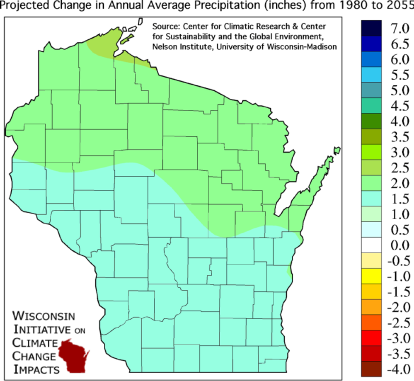 Projected Change in Annual Average Precipitation (inches) from 1980 to 2055
Source: Center for Climatic Research & Center
for Sustainability and the Global Environment,
Nelson Institute, University of Wisconsin-Madison
7.0
6.5
6.0
5.5
5.0
4.5
4.0
3.5
3.0
2.5
2.0
1.5
1.0
0.5
0.0
-0.5
-1.0
-1.5
-2.0
-2.5
-3.0
-3.5
-4.0
WISCONSIN
INITIATIVE ON
CLIMATE
CHANGE
IMPACTS